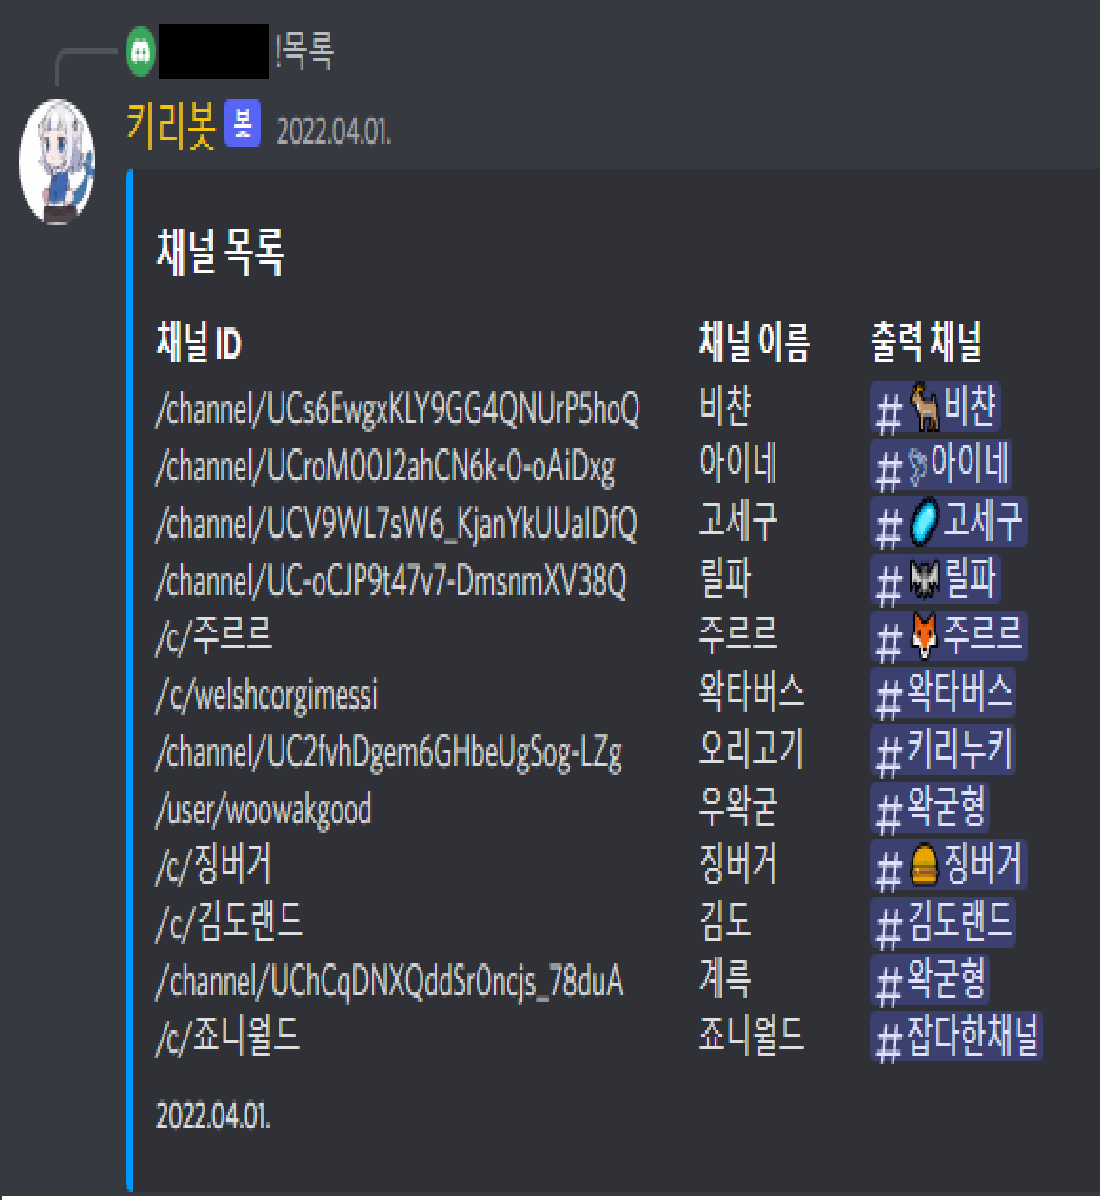 !목록
키리봇 봇 2022.04.01.
채널 목록
채널 ID 채널 이름 출력 채널
/channel/UCs6EwgxKLY9GG4QNUrP5hoQ 비챤 #🐐비챤
/channel/UCroM00J2ahCN6k-0-oAiDxg 아이네 #🕊아이네
/channel/UCV9WL7sW6_KjanYkUUaIDfQ 고세구 #고세구
/channel/UC-oCJP9t47v7-DmsnmXV38Q 릴파 #🦇릴파
/c/주르르 주르르 #🦊주르르
/c/welshcorgimessi 왁타버스 #왁타버스
/channel/UC2fvhDgem6GHbeUgSog-LZg 오리고기 #키리누키
/user/woowakgood 우왁굳 #왁굳형
/c/징버거 징버거 #🍔징버거
/c/김도랜드 김도 #김도랜드
/channel/UChCqDNXQddSr0ncjs_78duA 계륵 #왁굳형
/c/죠니월드 죠니월드 #잡다한채널
2022.04.01.